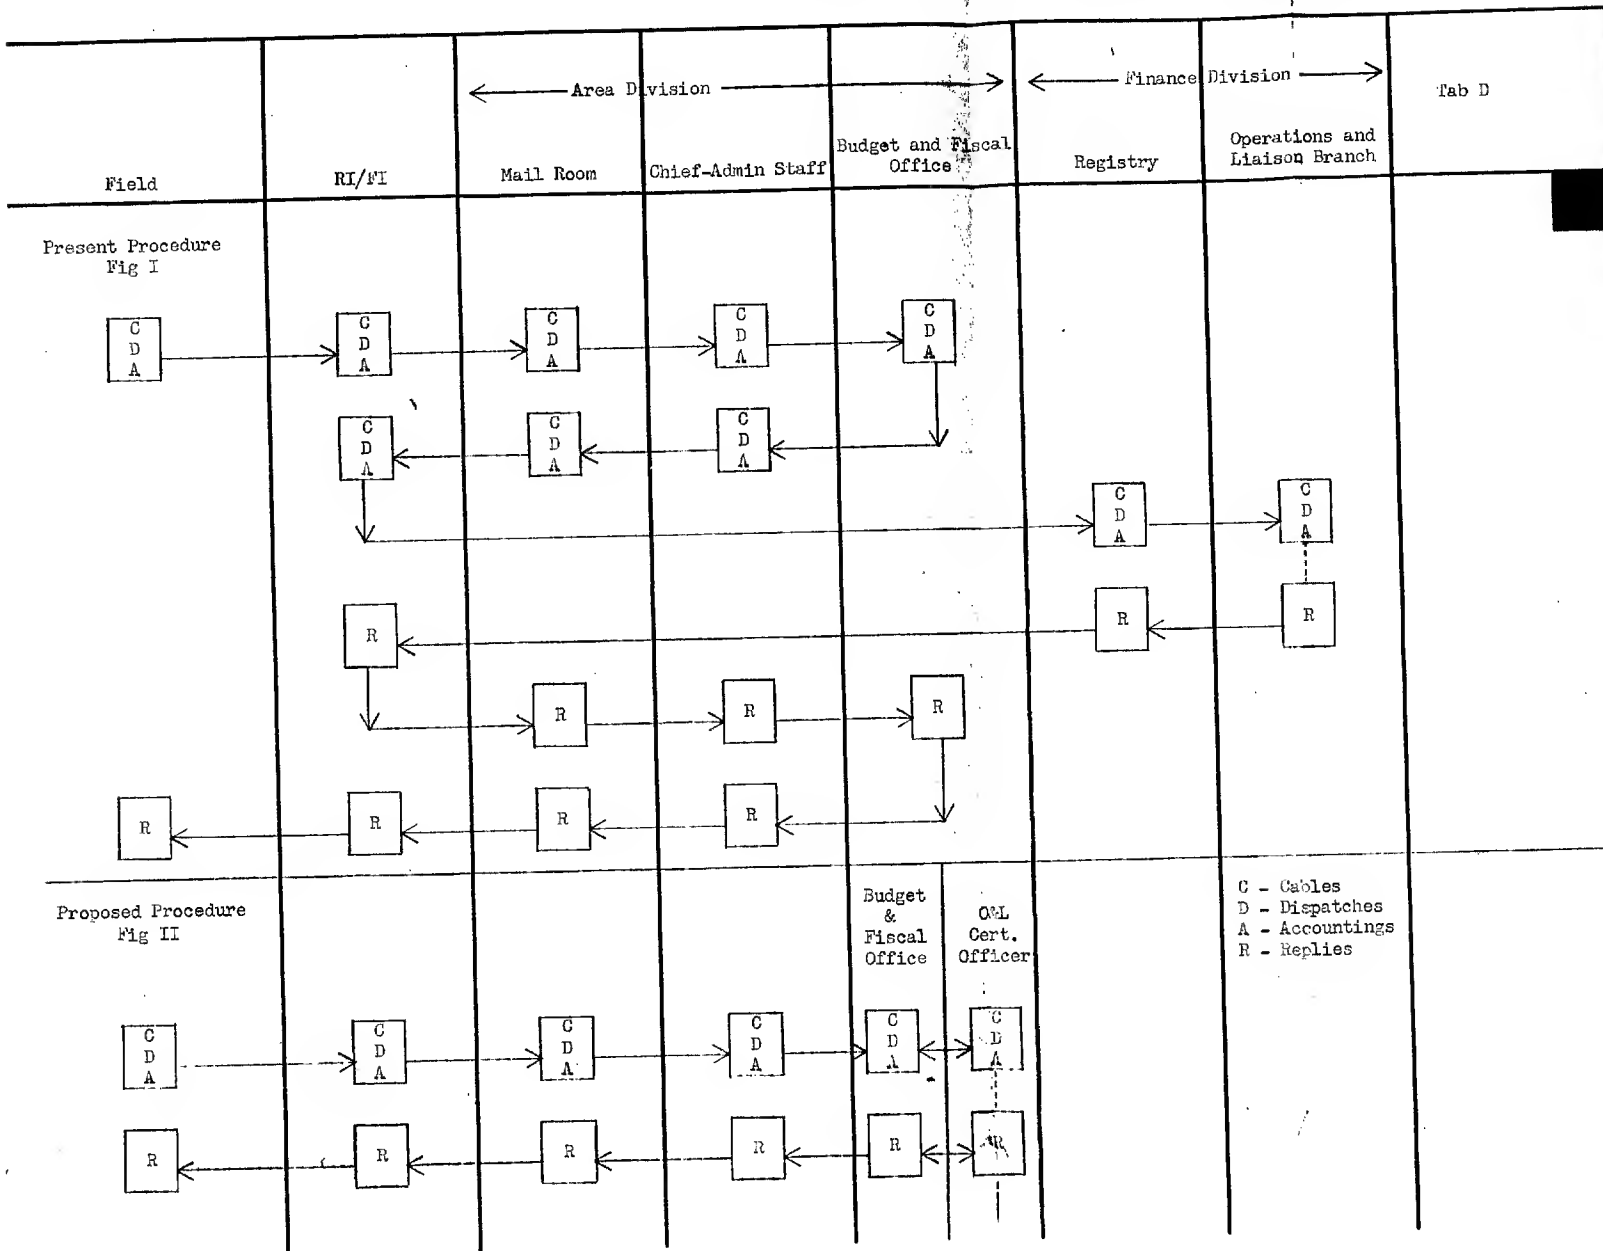 Area Division
Finance Division
Tab D
Field
RI/FI
Mail Room
Chief-Admin Staff
Budget and Fiscal
Office
Registry
Operations and
Liaison Branch
Present Procedure
Fig I
C
D
A
C
D
A
C
D
A
C
D
A
C
D
A
C
D
A
C
D
A
C
D
A
C
D
A
C
D
A
R
R
R
R
R
R
R
R
R
R
Proposed Procedure
Fig II
Budget
&
Fiscal
Office
O&L
Cert.
Officer
C - Cables
D - Dispatches
A - Accountings
R - Replies
C
D
A
C
D
A
C
D
A
C
D
A
C
D
A
C
D
A
R
R
R
R
R
R